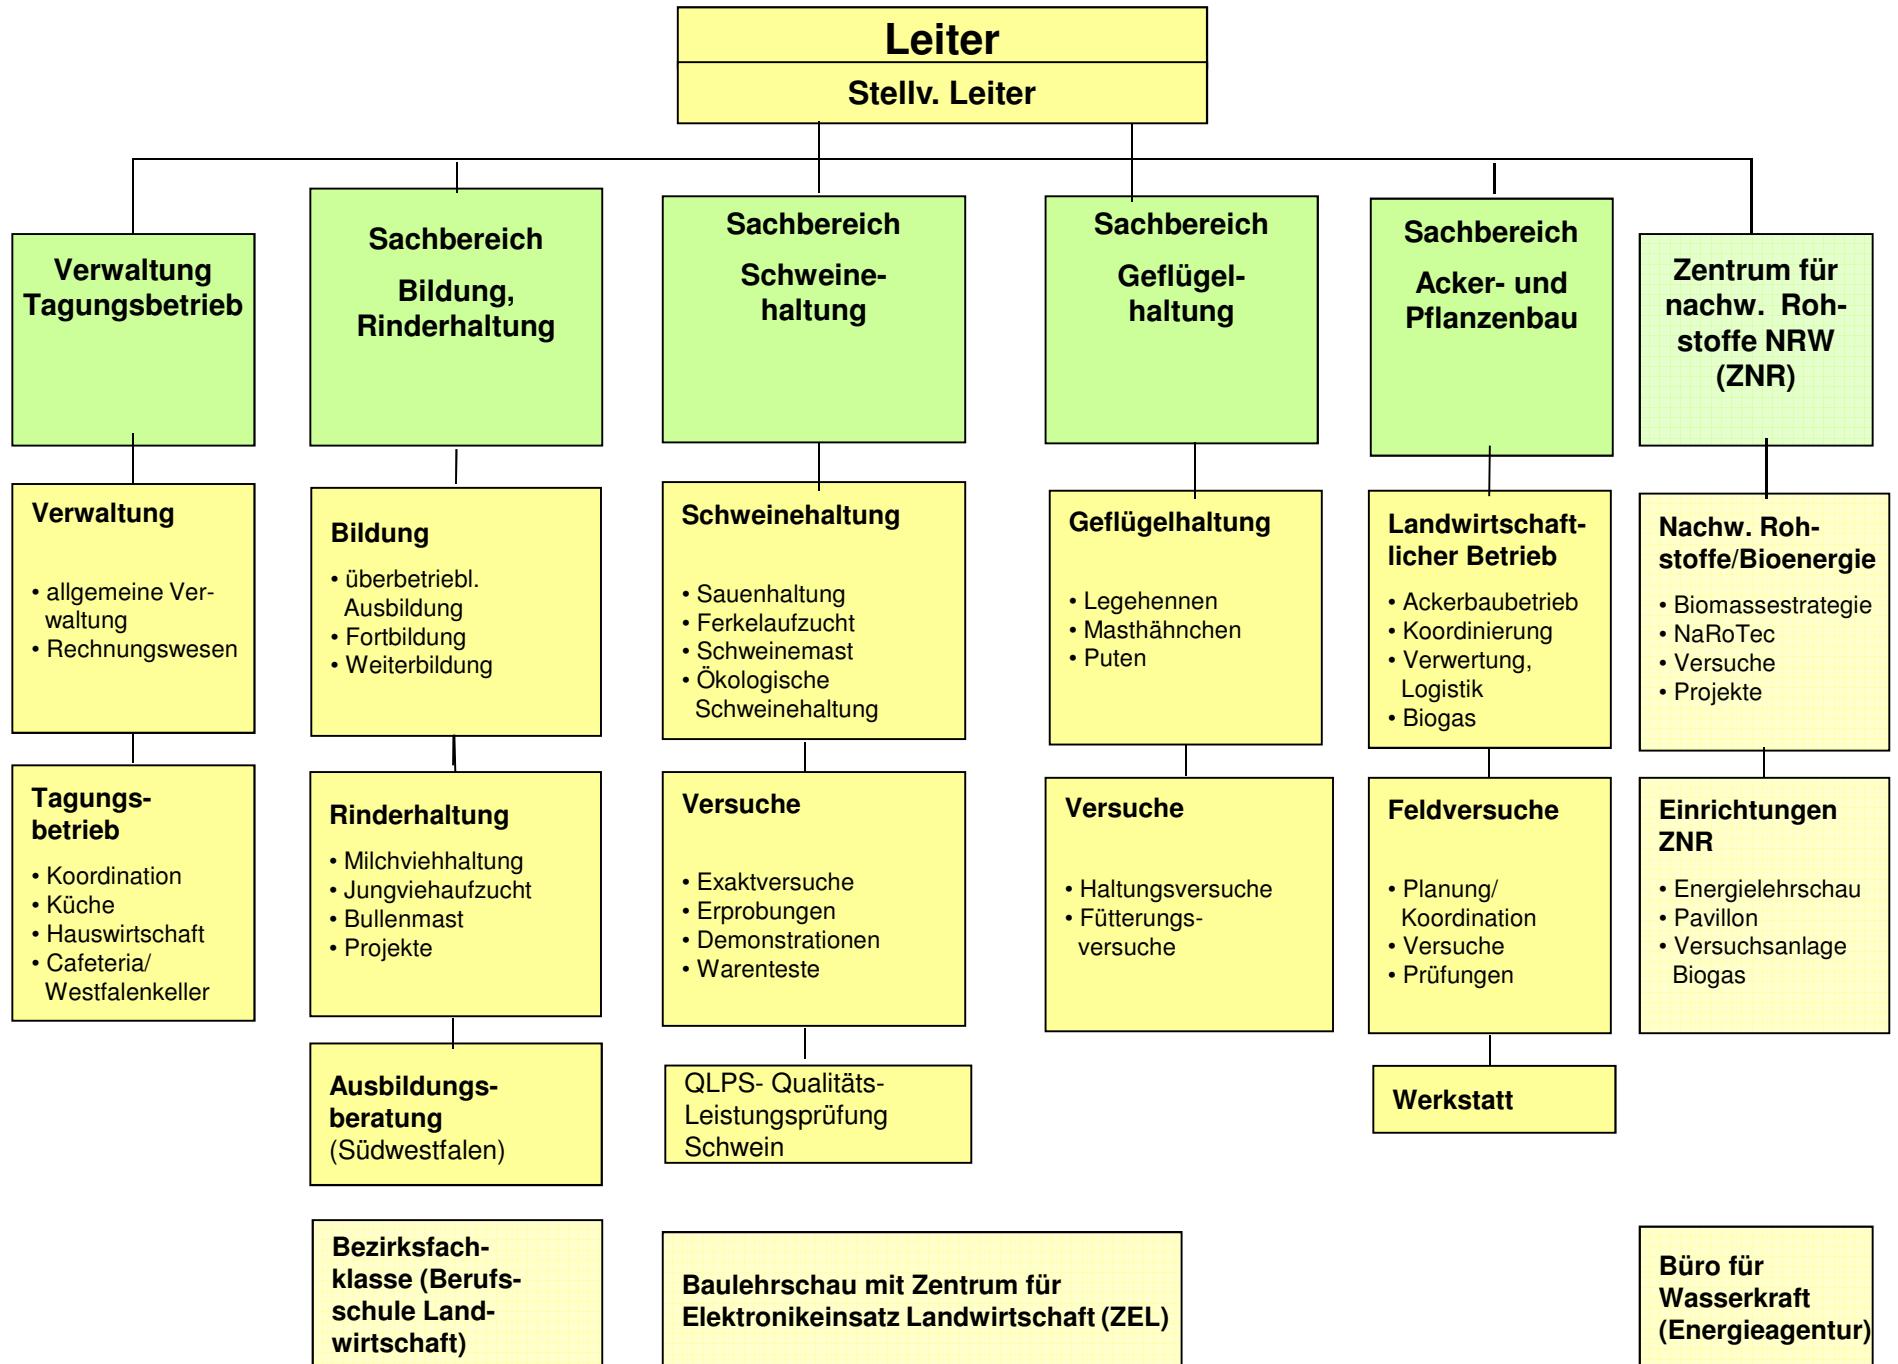 Leiter
Stellv. Leiter
Verwaltung
Tagungsbetrieb
Sachbereich
Bildung,
Rinderhaltung
Sachbereich
Schweine-
haltung
Sachbereich
Geflügel-
haltung
Sachbereich
Acker- und
Pflanzenbau
Zentrum für
nachw. Roh-
stoffe NRW
(ZNR)
Verwaltung
• allgemeine Ver-
waltung
• Rechnungswesen
Bildung
• überbetriebl.
Ausbildung
• Fortbildung
• Weiterbildung
Schweinehaltung
• Sauenhaltung
• Ferkelaufzucht
• Schweinemast
• Ökologische
Schweinehaltung
Geflügelhaltung
• Legehennen
• Masthähnchen
• Puten
Landwirtschaft-
licher Betrieb
• Ackerbaubetrieb
• Koordinierung
• Verwertung,
Logistik
• Biogas
Nachw. Roh-
stoffe/Bioenergie
• Biomassestrategie
• NaRoTec
• Versuche
• Projekte
Tagungs-
betrieb
• Koordination
• Küche
• Hauswirtschaft
• Cafeteria/
Westfalenkeller
Rinderhaltung
• Milchviehhaltung
• Jungviehaufzucht
• Bullenmast
• Projekte
Versuche
• Exaktversuche
• Erprobungen
• Demonstrationen
• Warenteste
Versuche
• Haltungsversuche
• Fütterungs-
versuche
Feldversuche
• Planung/
Koordination
• Versuche
• Prüfungen
Einrichtungen
ZNR
• Energielehrschau
• Pavillon
• Versuchsanlage
Biogas
Ausbildungs-
beratung
(Südwestfalen)
QLPS- Qualitäts-
Leistungsprüfung
Schwein
Werkstatt
Bezirksfach-
klasse (Berufs-
schule Land-
wirtschaft)
Baulehrschau mit Zentrum für
Elektronikeinsatz Landwirtschaft (ZEL)
Büro für
Wasserkraft
(Energieagentur)